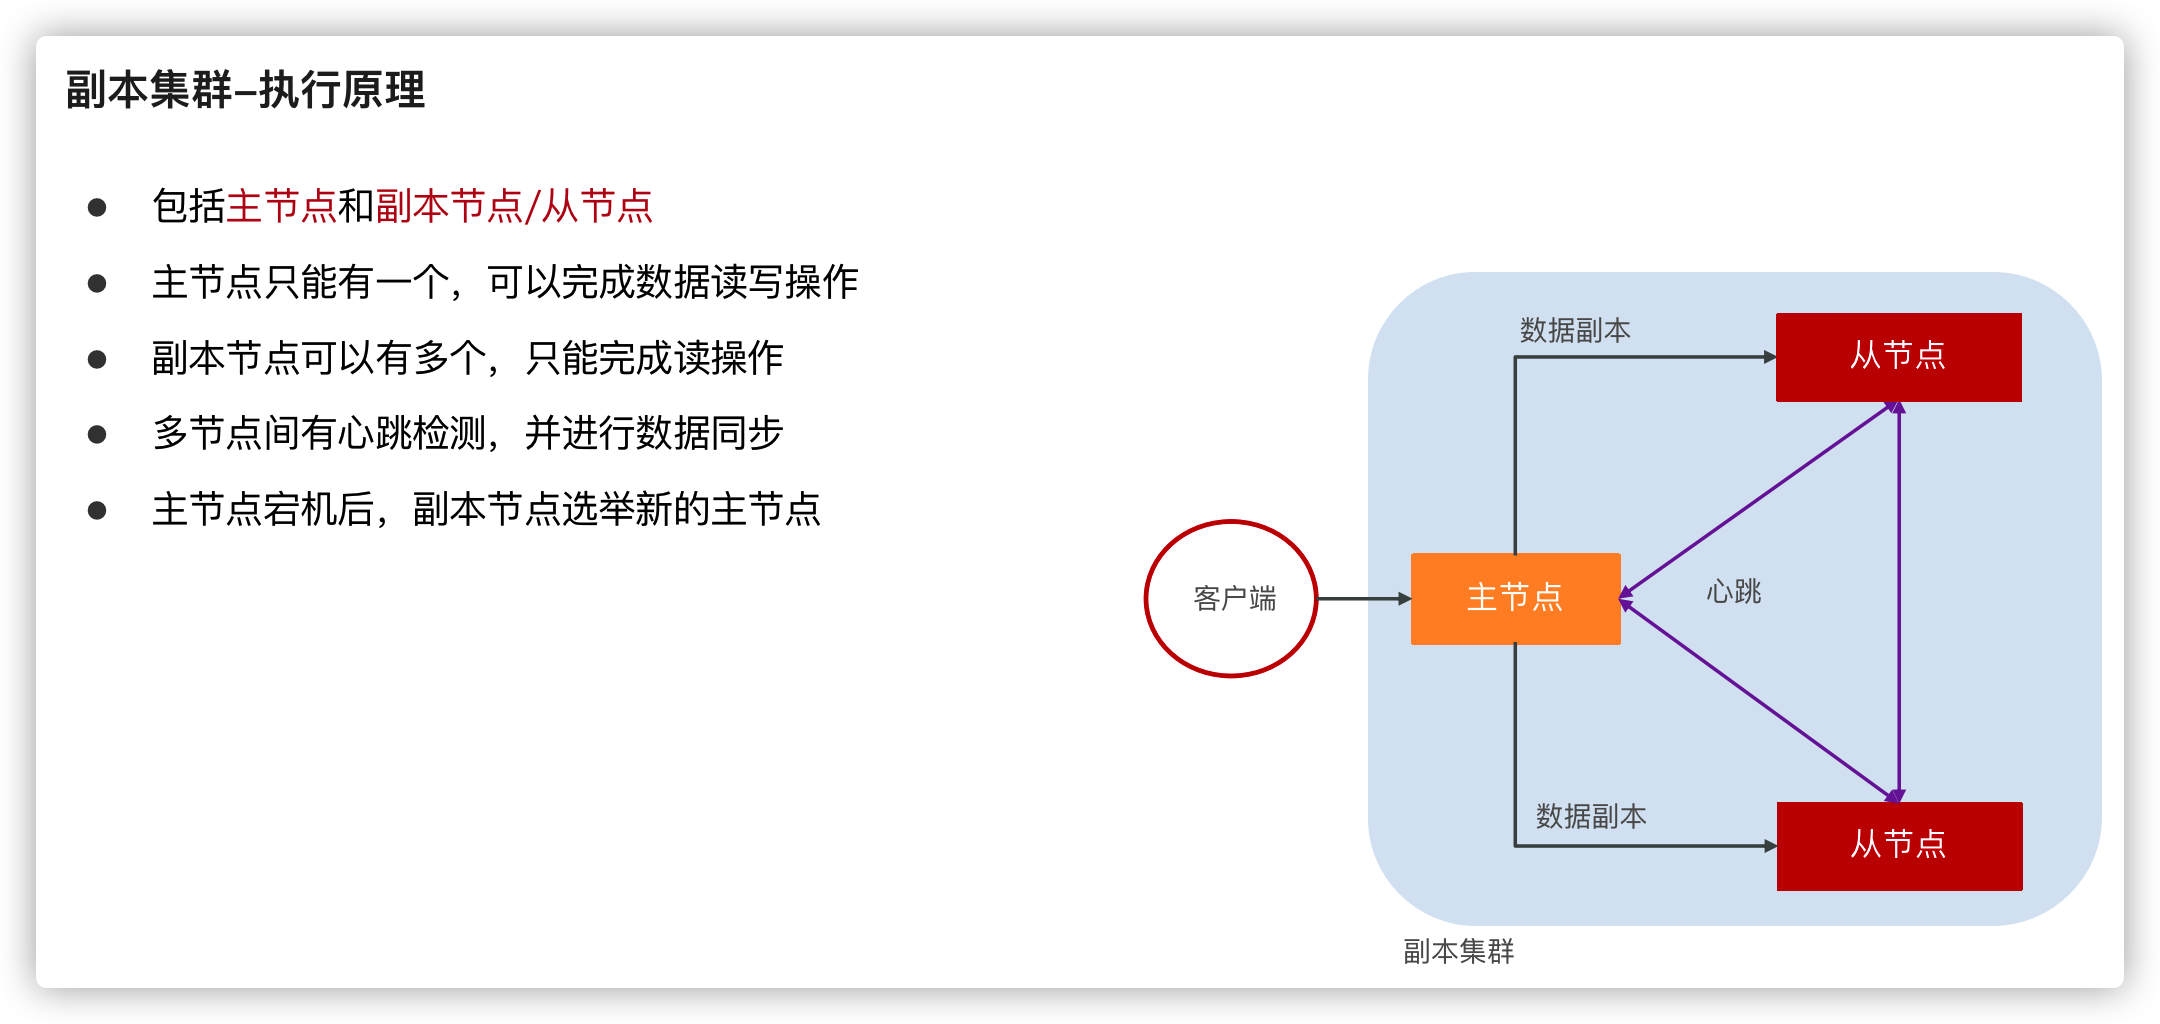 副本集群–执行原理
包括主节点和副本节点/从节点
主节点只能有一个，可以完成数据读写操作
副本节点可以有多个，只能完成读操作
多节点间有心跳检测，并进行数据同步
主节点宕机后，副本节点选举新的主节点
数据副本
从节点
客户端
主节点
心跳
数据副本
从节点
副本集群